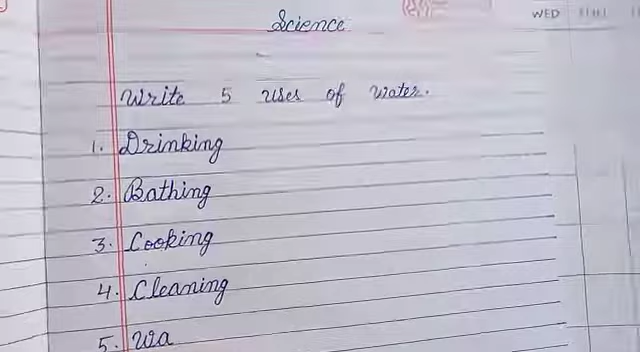 WED
Science
Write 5 uses of water.
1. Drinking
2. Bathing
3. Cooking
4. Cleaning
5. Wa